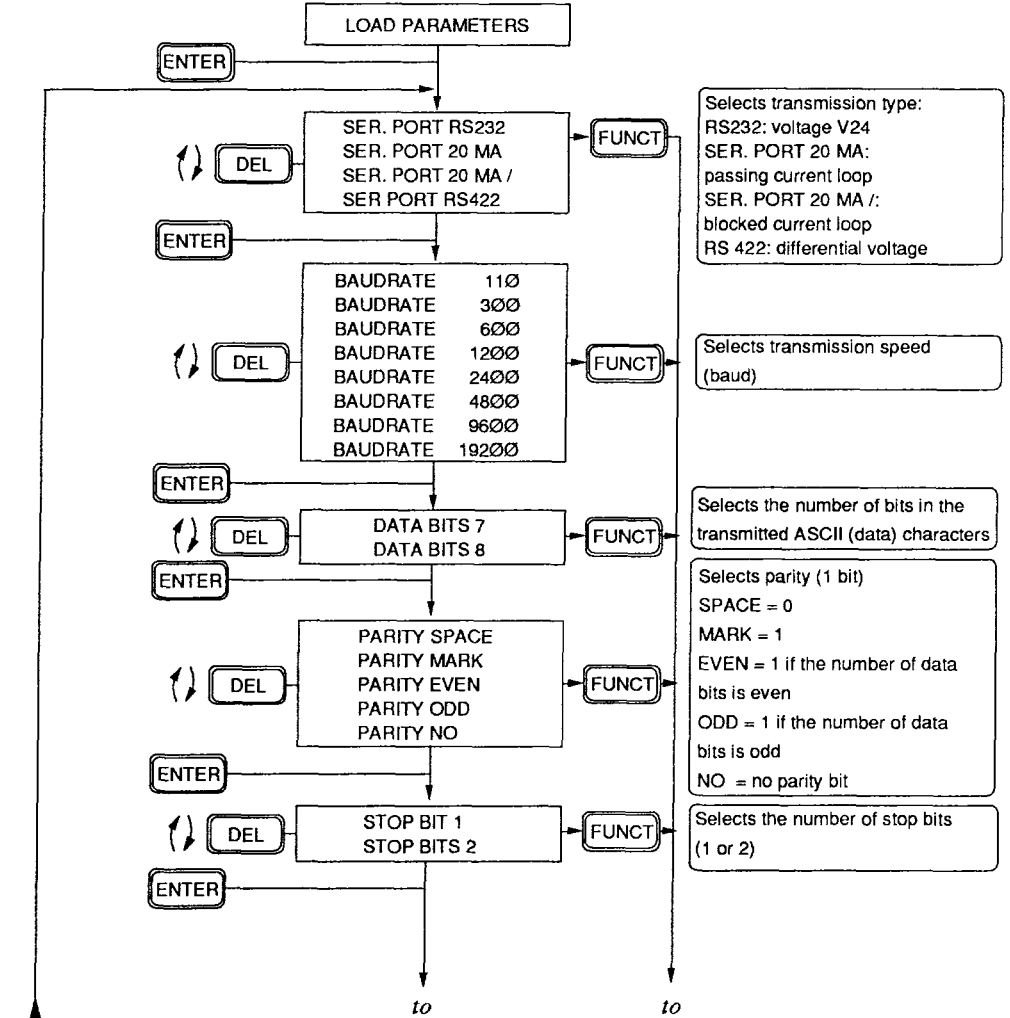 LOAD PARAMETERS
ENTER
SER. PORT RS232
SER. PORT 20 MA
SER. PORT 20 MA /
SER PORT RS422
DEL
FUNCT
Selects transmission type:
RS232: voltage V24
SER. PORT 20 MA:
passing current loop
SER. PORT 20 MA /:
blocked current loop
RS 422: differential voltage
ENTER
BAUDRATE 11Ø
BAUDRATE 3ØØ
BAUDRATE 6ØØ
BAUDRATE 12ØØ
BAUDRATE 24ØØ
BAUDRATE 48ØØ
BAUDRATE 96ØØ
BAUDRATE 192ØØ
DEL
FUNCT
Selects transmission speed
(baud)
ENTER
DATA BITS 7
DATA BITS 8
DEL
FUNCT
Selects the number of bits in the
transmitted ASCII (data) characters
ENTER
PARITY SPACE
PARITY MARK
PARITY EVEN
PARITY ODD
PARITY NO
DEL
FUNCT
Selects parity (1 bit)
SPACE = 0
MARK = 1
EVEN = 1 if the number of data
bits is even
ODD = 1 if the number of data
bits is odd
NO = no parity bit
ENTER
STOP BIT 1
STOP BITS 2
DEL
FUNCT
Selects the number of stop bits
(1 or 2)
ENTER
to
to